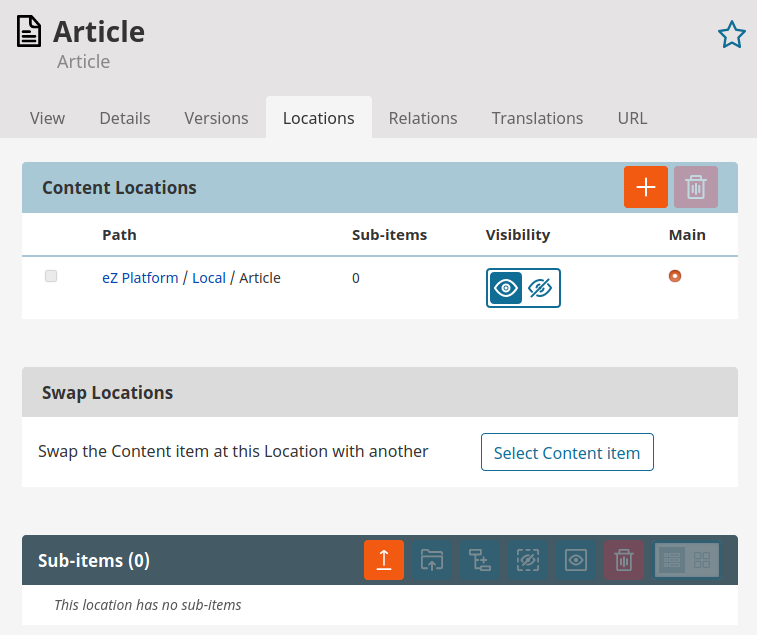 Article
Article
View Details Versions Locations Relations Translations URL
Content Locations
Path Sub-items Visibility Main
eZ Platform / Local / Article 0
Swap Locations
Swap the Content item at this Location with another Select Content item
Sub-items (0)
This location has no sub-items